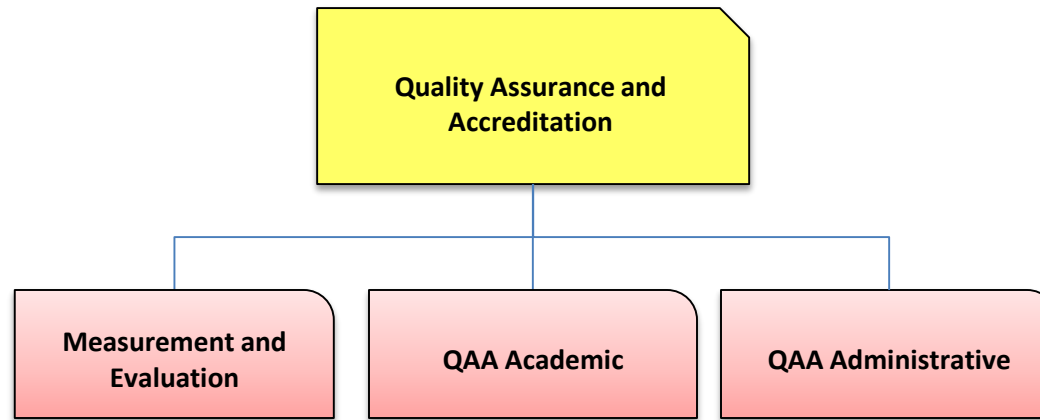 Quality Assurance and
Accreditation
Measurement and
Evaluation
QAA Academic
QAA Administrative